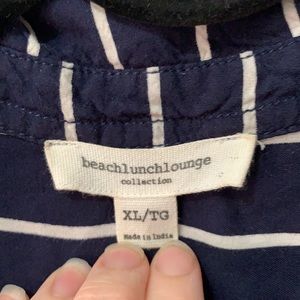 beachlunchlounge
collection
XL/TG
Made in India